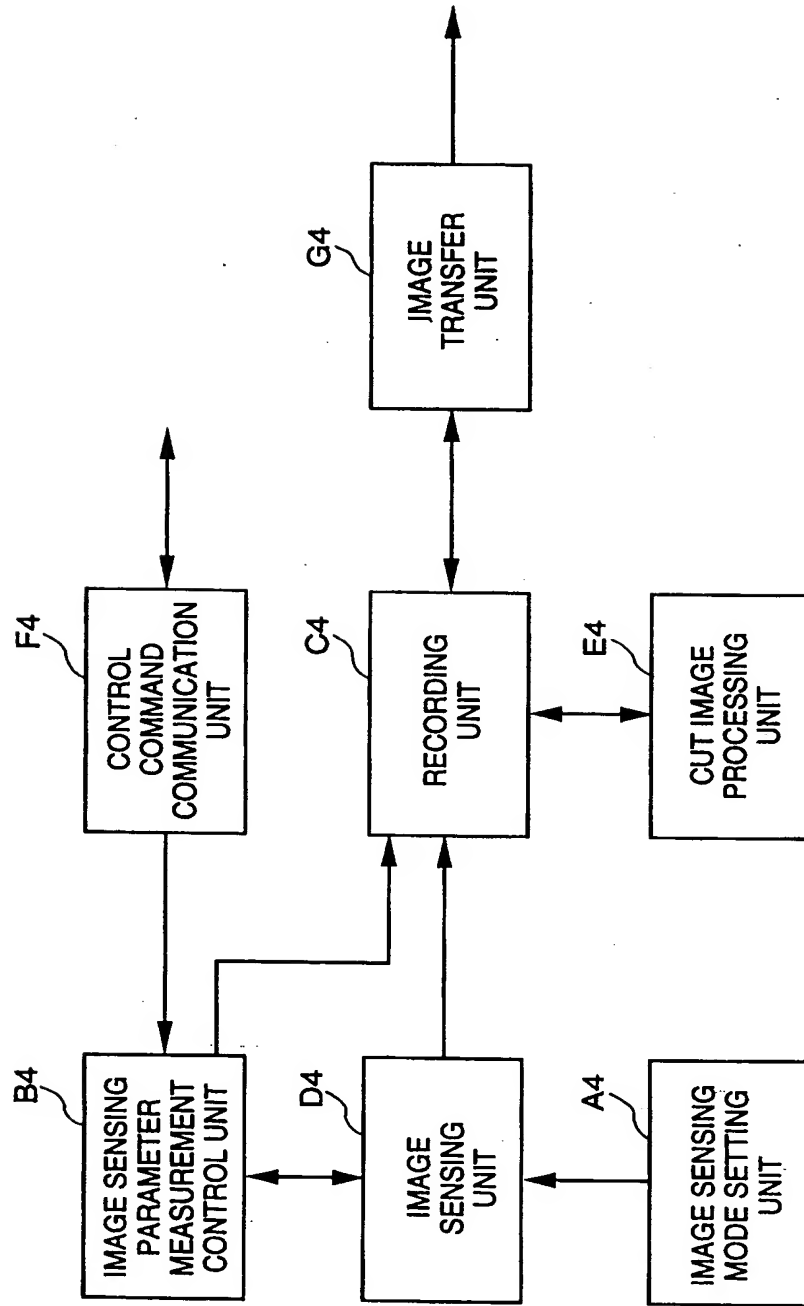 B4
IMAGE SENSING
PARAMETER
MEASUREMENT
CONTROL UNIT
F4
CONTROL
COMMAND
COMMUNICATION
UNIT
D4
IMAGE
SENSING
UNIT
C4
RECORDING
UNIT
G4
IMAGE
TRANSFER
UNIT
A4
IMAGE SENSING
MODE SETTING
UNIT
E4
CUT IMAGE
PROCESSING
UNIT